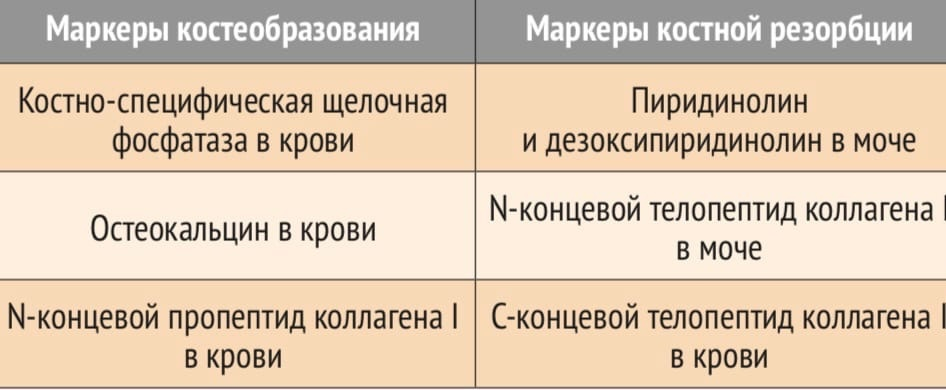 Маркеры костеобразования
Маркеры костной резорбции
Костно-специфическая щелочная
фосфатаза в крови
Пиридинолин
и дезоксипиридинолин в моче
Остеокальцин в крови
N-концевой телопептид коллагена I
в моче
N-концевой пропептид коллагена I
в крови
С-концевой телопептид коллагена I
в крови